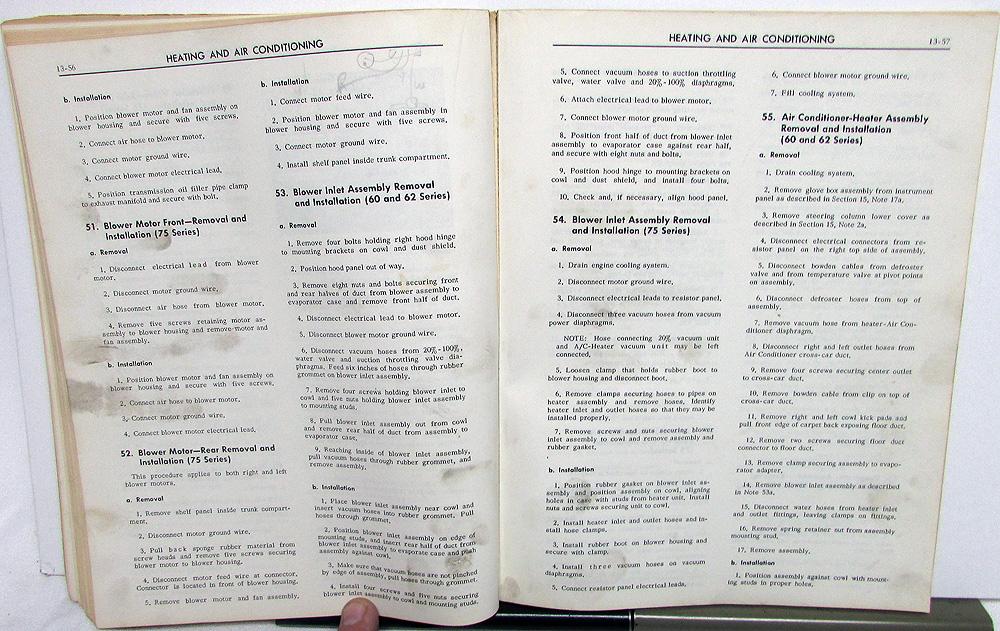 13-56
HEATING AND AIR CONDITIONING
b. Installation
1. Position blower motor and fan assembly on
blower housing and secure with five screws.
2. Connect air hose to blower motor.
3. Connect motor ground wire.
4. Connect blower motor electrical lead.
5. Position transmission oil filler pipe clamp
to exhaust manifold and secure with bolt.
51. Blower Motor Front—Removal and
Installation (75 Series)
a. Removal
1. Disconnect electrical lead from blower
motor.
2. Disconnect motor ground wire.
3. Disconnect air hose from blower motor.
4. Remove five screws retaining motor as-
sembly to blower housing and remove motor and
fan assembly.
b. Installation
1. Position blower motor and fan assembly on
blower housing and secure with five screws.
2. Connect air hose to blower motor.
3. Connect motor ground wire.
4. Connect blower motor electrical lead.
52. Blower Motor—Rear Removal and
Installation (75 Series)
This procedure applies to both right and left
blower motors.
a. Removal
1. Remove shelf panel inside trunk compart-
ment.
2. Disconnect motor ground wire.
3. Pull back sponge rubber material from
screw heads and remove five screws securing
blower motor to blower housing.
4. Disconnect motor feed wire at connector.
Connector is located in front of blower housing.
5. Remove blower motor and fan assembly.
b. Installation
1. Connect motor feed wire.
2. Position blower motor and fan assembly in
blower housing and secure with five screws.
3. Connect motor ground wire.
4. Install shelf panel inside trunk compartment.
53. Blower Inlet Assembly Removal
and Installation (60 and 62 Series)
a. Removal
1. Remove four bolts holding right hood hinge
to mounting brackets on cowl and dust shield.
2. Position hood panel out of way.
3. Remove eight nuts and bolts securing front
and rear halves of duct from blower assembly to
evaporator case and remove front half of duct.
4. Disconnect electrical lead to blower motor.
5. Disconnect blower motor ground wire.
6. Disconnect vacuum hoses from 20%-100%,
water valve and suction throttling valve dia-
phragms. Feed six inches of hoses through rubber
grommet on blower inlet assembly.
7. Remove four screws holding blower inlet to
cowl and five nuts holding blower inlet assembly
to mounting studs.
8. Pull blower inlet assembly out from cowl
and remove rear half of duct from assembly to
evaporator case.
9. Reaching inside of blower inlet assembly,
pull vacuum hoses through rubber grommet, and
remove assembly.
b. Installation
1. Place blower inlet assembly near cowl and
insert vacuum hoses into rubber grommet. Pull
hoses through grommet.
2. Position blower inlet assembly on edge of
mounting studs, and insert rear half of duct from
blower inlet assembly to evaporator case and push
assembly against cowl.
3. Make sure that vacuum hoses are not pinched
by edge of assembly, pull hoses through grommet.
4. Install four screws and five nuts securing
blower inlet assembly to cowl and mounting studs.
HEATING AND AIR CONDITIONING
13-57
5. Connect vacuum hoses to suction throttling
valve, water valve and 20%-100% diaphragms.
6. Attach electrical lead to blower motor.
7. Connect blower motor ground wire.
8. Position front half of duct from blower inlet
assembly to evaporator case against rear half,
and secure with eight nuts and bolts.
9. Position hood hinge to mounting brackets on
cowl and dust shield, and install four bolts.
10. Check and, if necessary, align hood panel.
54. Blower Inlet Assembly Removal
and Installation (75 Series)
a. Removal
1. Drain engine cooling system.
2. Disconnect motor ground wire.
3. Disconnect electrical leads to resistor panel.
4. Disconnect three vacuum hoses from vacuum
power diaphragms.
NOTE: Hose connecting 20% vacuum unit
and A/C-Heater vacuum unit may be left
connected.
5. Loosen clamp that holds rubber boot to
blower housing and disconnect boot.
6. Remove clamps securing hoses to pipes on
heater assembly and remove hoses. Identify
heater inlet and outlet hoses so that they may be
installed properly.
7. Remove screws and nuts securing blower
inlet assembly to cowl and remove assembly and
rubber gasket.
b. Installation
1. Position rubber gasket on blower inlet as-
sembly and position assembly on cowl, aligning
holes in case with studs from heater unit. Install
nuts and screws securing unit to cowl.
2. Install heater inlet and outlet hoses and in-
stall hose clamps.
3. Install rubber boot on blower housing and
secure with clamp.
4. Install three vacuum hoses on vacuum
diaphragms.
5. Connect resistor panel electrical leads.
6. Connect blower motor ground wire.
7. Fill cooling system.
55. Air Conditioner-Heater Assembly
Removal and Installation
(60 and 62 Series)
a. Removal
1. Drain cooling system.
2. Remove glove box assembly from instrument
panel as described in Section 15, Note 17a.
3. Remove steering column lower cover as
described in Section 15, Note 2a.
4. Disconnect electrical connectors from re-
sistor panel on the right top side of assembly.
5. Disconnect bowden cables from defroster
valve and from temperature valve at pivot points
on assembly.
6. Disconnect defroster hoses from top of
assembly.
7. Remove vacuum hose from heater-Air Con-
ditioner diaphragm.
8. Disconnect right and left outlet hoses from
Air Conditioner cross-car duct.
9. Remove four screws securing center outlet
to cross-car duct.
10. Remove bowden cable from clip on top of
cross-car duct.
11. Remove right and left cowl kick pads and
pull front edge of carpet back exposing floor duct.
12. Remove two screws securing floor duct
connector to floor duct.
13. Remove clamp securing assembly to evapo-
rator adapter.
14. Remove blower inlet assembly as described
in Note 53a.
15. Disconnect water hoses from heater inlet
and outlet fittings, leaving clamps on fittings.
16. Remove spring retainer nut from assembly
mounting stud.
17. Remove assembly.
b. Installation
1. Position assembly against cowl with mount-
ing studs in proper holes.